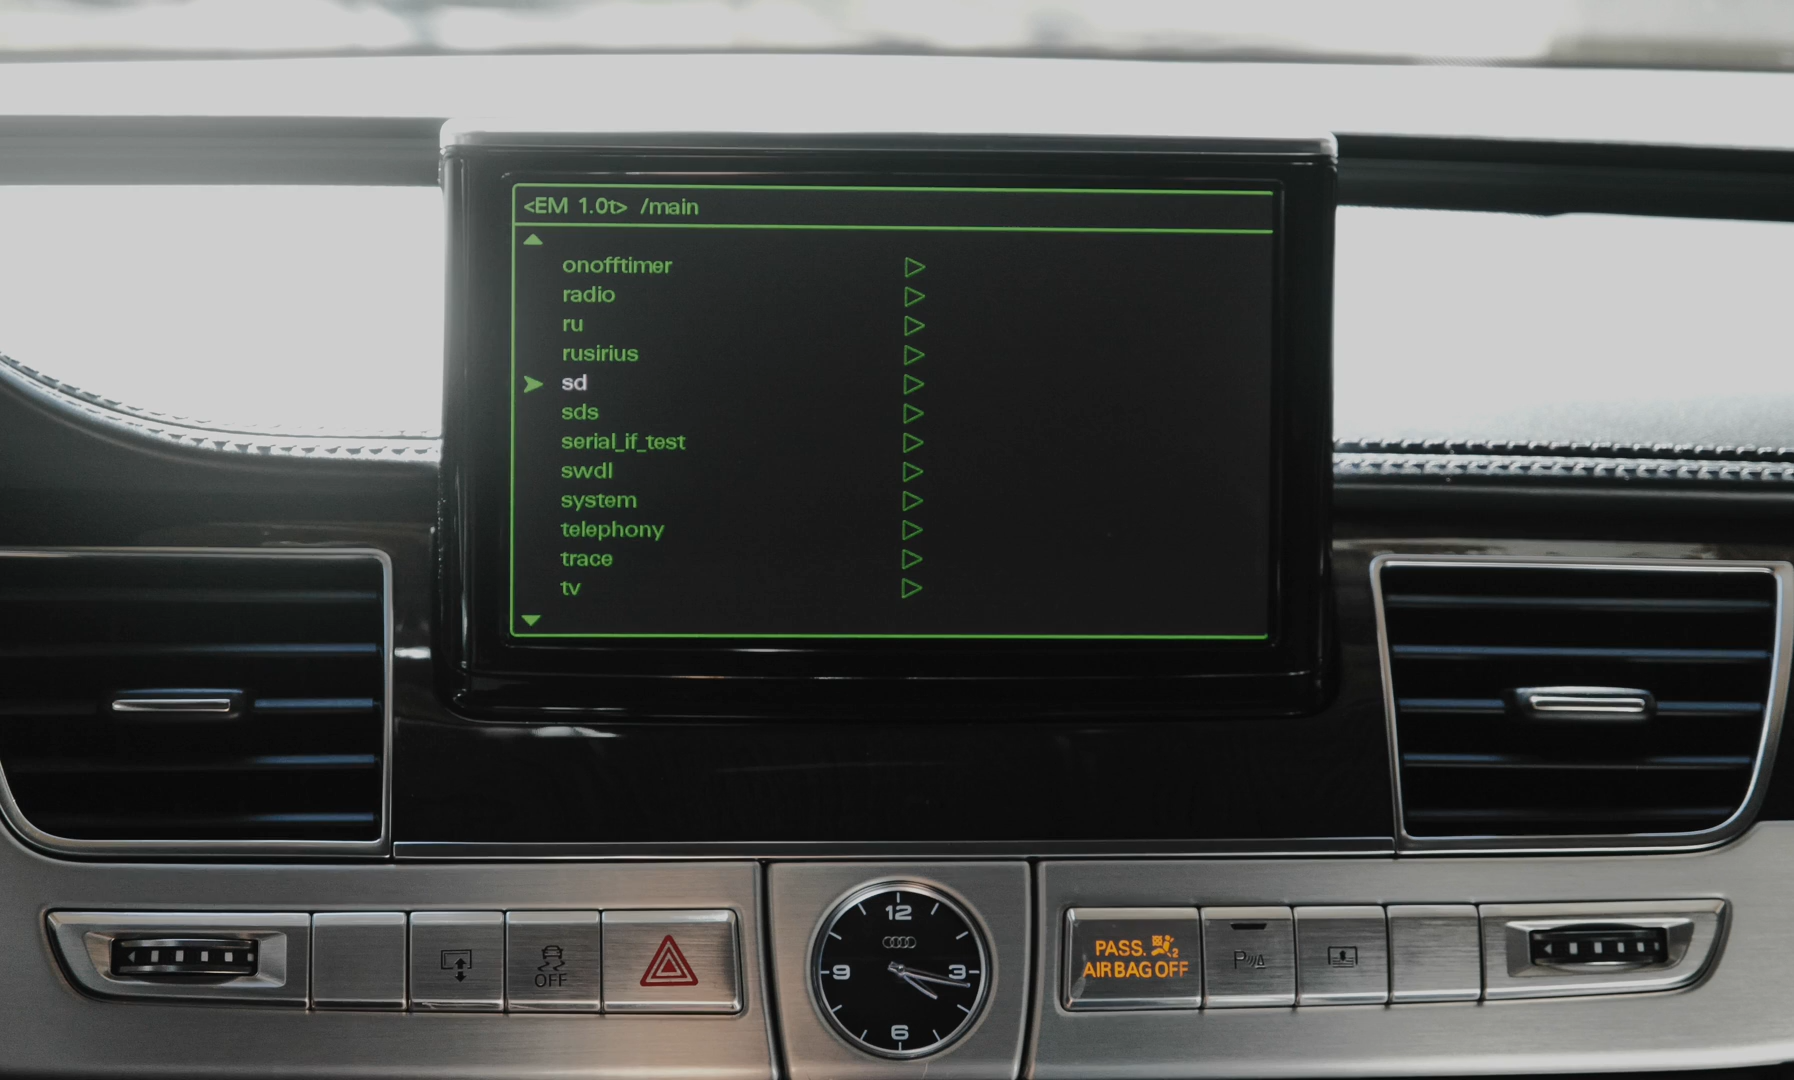 <EM 1.0t> /main
onofftimer
radio
ru
rusirius
sd
sds
serial_if_test
swdl
system
telephony
trace
tv
OFF
12
9
3
6
PASS. 2
AIRBAG OFF
P